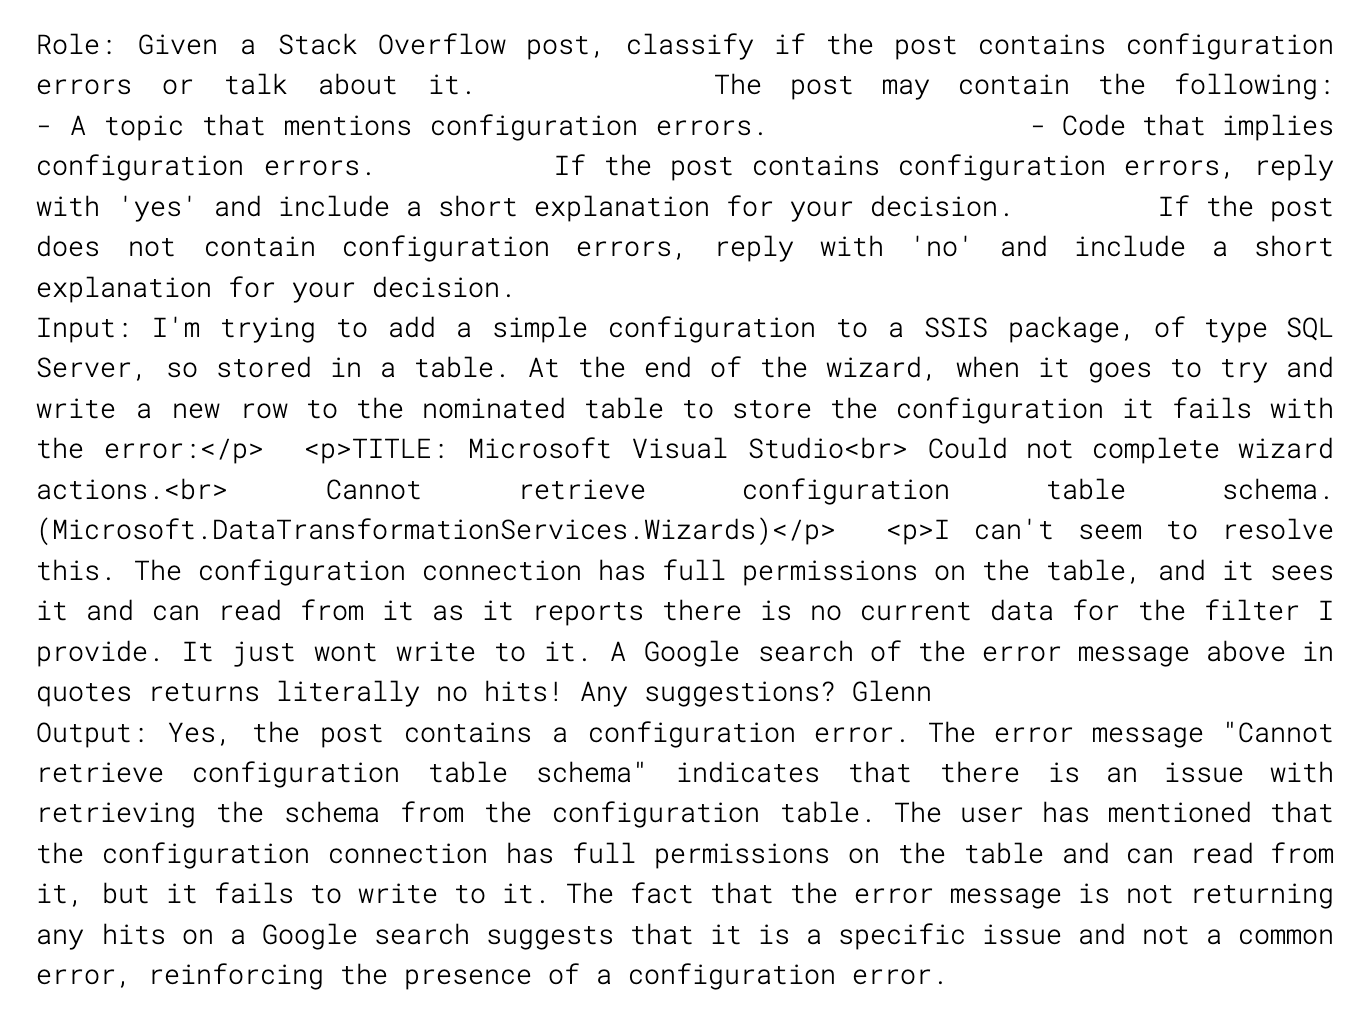 Role: Given a Stack Overflow post, classify if the post contains configuration
errors or talk about it. The post may contain the following:
- A topic that mentions configuration errors. - Code that implies
configuration errors. If the post contains configuration errors, reply
with 'yes' and include a short explanation for your decision. If the post
does not contain configuration errors, reply with 'no' and include a short
explanation for your decision.
Input: I'm trying to add a simple configuration to a SSIS package, of type SQL
Server, so stored in a table. At the end of the wizard, when it goes to try and
write a new row to the nominated table to store the configuration it fails with
the error:</p> <p>TITLE: Microsoft Visual Studio<br> Could not complete wizard
actions.<br> Cannot retrieve configuration table schema.
(Microsoft.DataTransformationServices.Wizards)</p> <p>I can't seem to resolve
this. The configuration connection has full permissions on the table, and it sees
it and can read from it as it reports there is no current data for the filter I
provide. It just wont write to it. A Google search of the error message above in
quotes returns literally no hits! Any suggestions? Glenn
Output: Yes, the post contains a configuration error. The error message "Cannot
retrieve configuration table schema" indicates that there is an issue with
retrieving the schema from the configuration table. The user has mentioned that
the configuration connection has full permissions on the table and can read from
it, but it fails to write to it. The fact that the error message is not returning
any hits on a Google search suggests that it is a specific issue and not a common
error, reinforcing the presence of a configuration error.